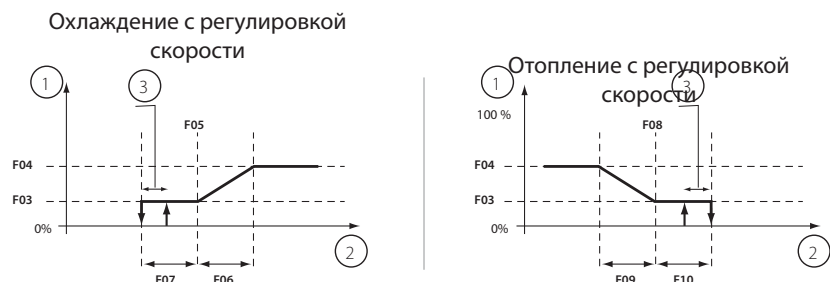 Охлаждение с регулировкой
скорости
1
3
F05
F04
F03
0%
2
F07
F06
Отопление с регулировкой
скорости
1
3
100 %
F08
F04
F03
0%
2
F09
F10